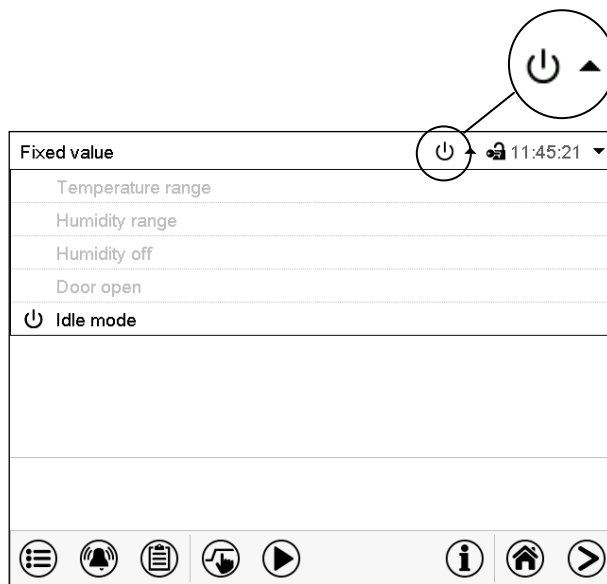 Fixed value 11:45:21
Temperature range
Humidity range
Humidity off
Door open
Idle mode